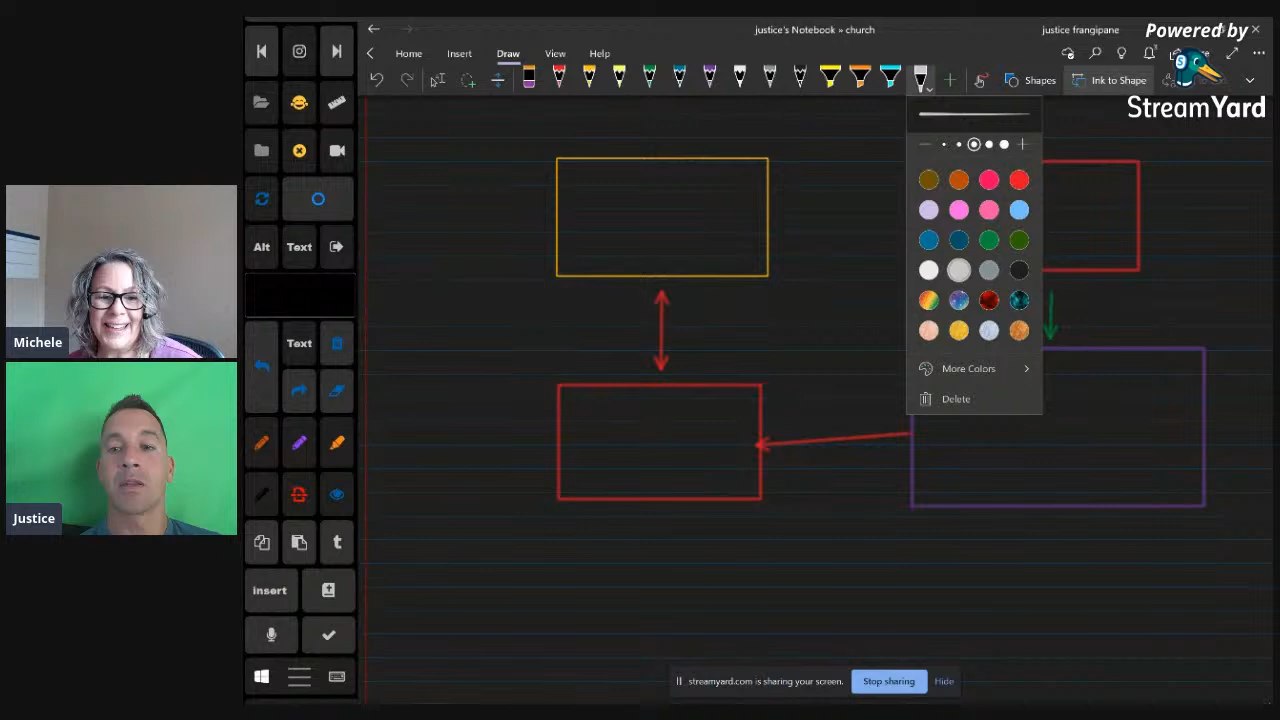 justice's Notebook » church
justice frangipane
Powered by
StreamYard
Home
Insert
Draw
View
Help
Shapes
Ink to Shape
More Colors
Delete
Alt
Text
Text
t
insert
Michele
Justice
streamyard.com is sharing your screen.
Stop sharing
Hide